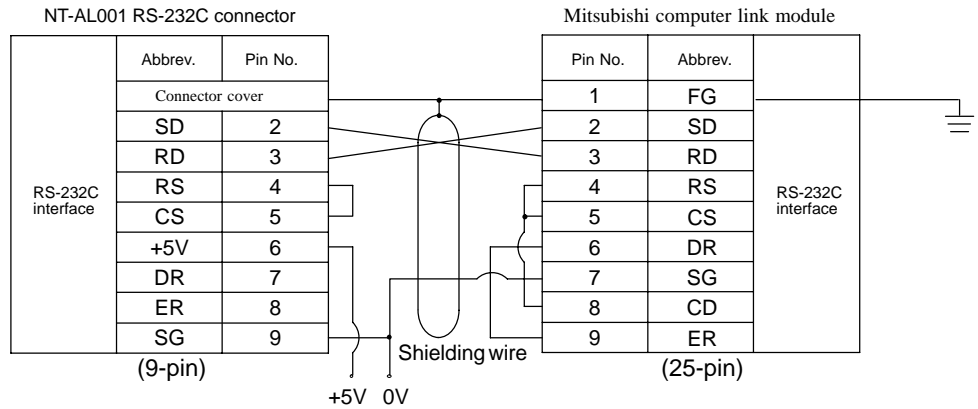 NT-AL001 RS-232C connector
Mitsubishi computer link module
Abbrev. Pin No.
Connector cover
SD 2
RD 3
RS 4
CS 5
+5V 6
DR 7
ER 8
SG 9
RS-232C
interface
(9-pin)
+5V 0V
Shielding wire
Pin No. Abbrev.
1 FG
2 SD
3 RD
4 RS
5 CS
6 DR
7 SG
8 CD
9 ER
RS-232C
interface
(25-pin)